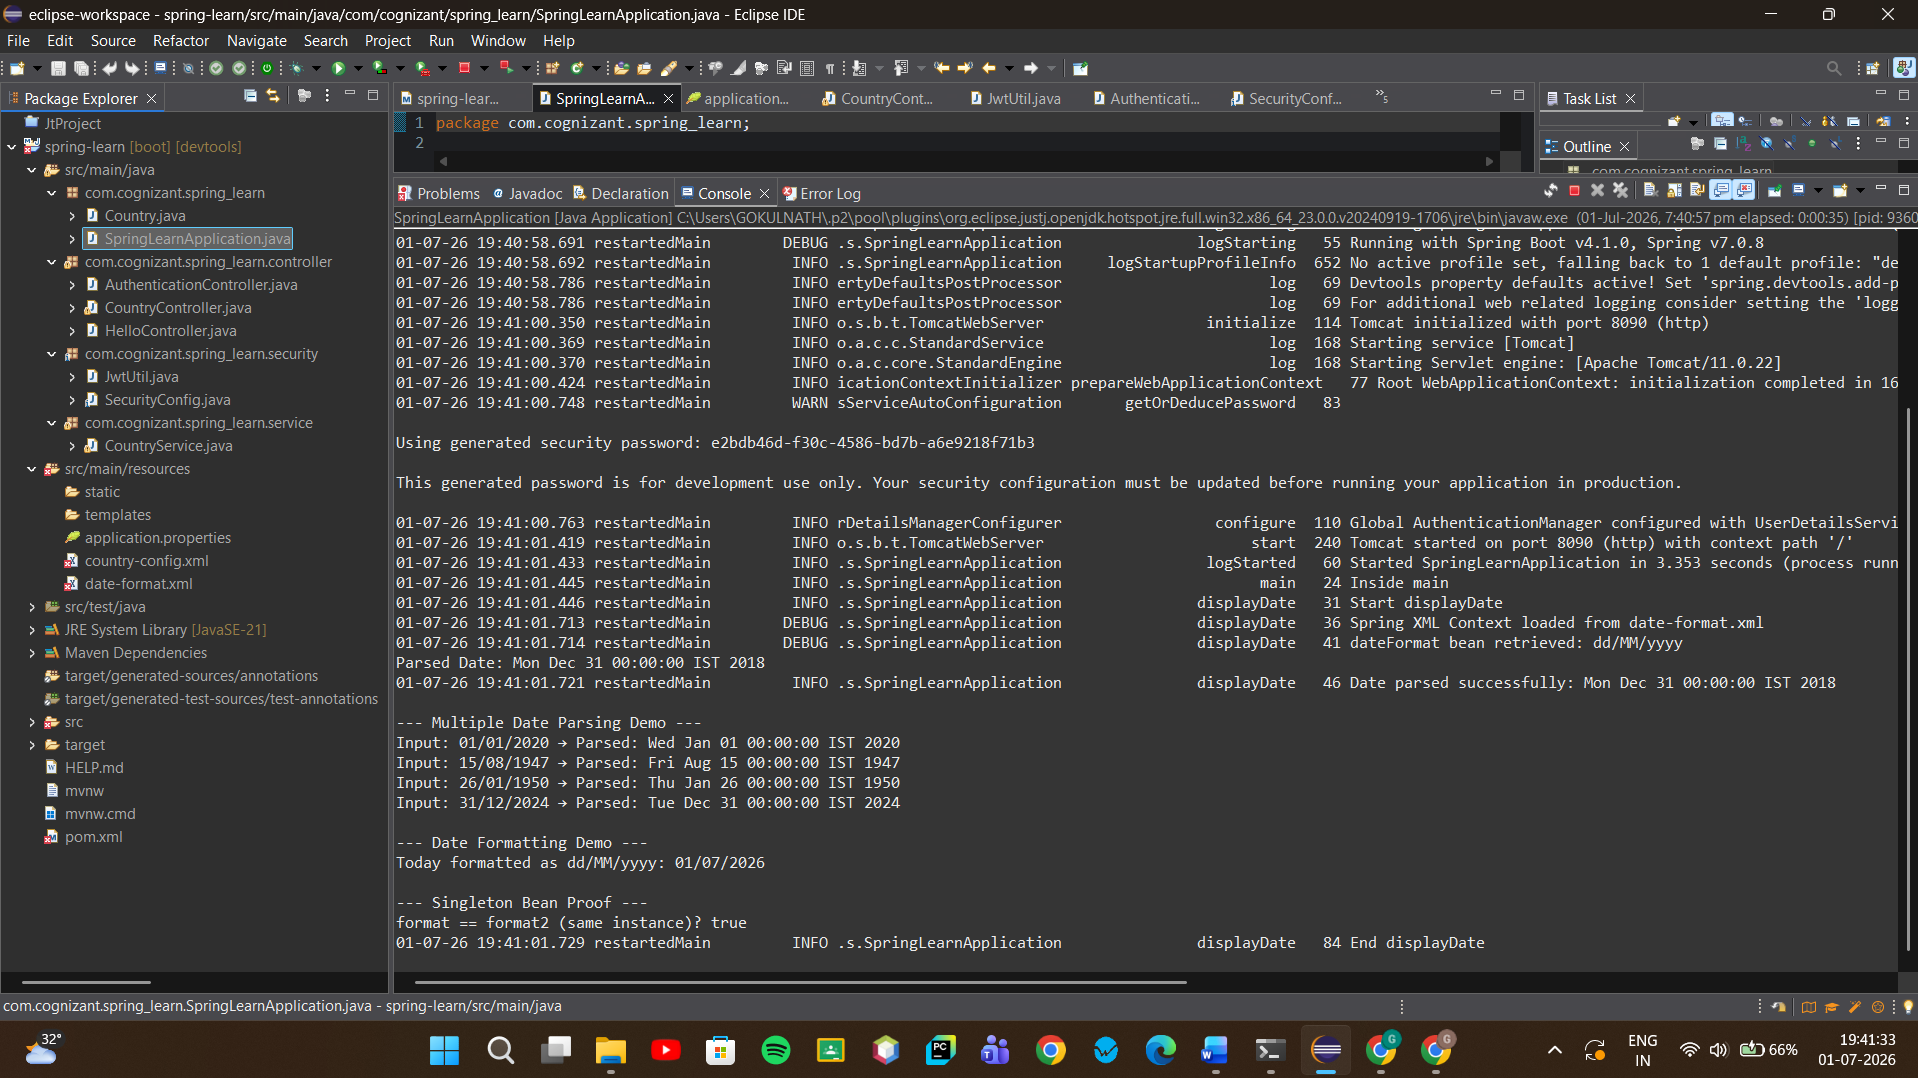 eclipse-workspace - spring-learn/src/main/java/com/cognizant/spring_learn/SpringLearnApplication.java - Eclipse IDE
File Edit Source Refactor Navigate Search Project Run Window Help
Package Explorer
JtProject
spring-learn [boot] [devtools]
src/main/java
com.cognizant.spring_learn
Country.java
SpringLearnApplication.java
com.cognizant.spring_learn.controller
AuthenticationController.java
CountryController.java
HelloController.java
com.cognizant.spring_learn.security
JwtUtil.java
SecurityConfig.java
com.cognizant.spring_learn.service
CountryService.java
src/main/resources
static
templates
application.properties
country-config.xml
date-format.xml
src/test/java
JRE System Library [JavaSE-21]
Maven Dependencies
target/generated-sources/annotations
target/generated-test-sources/test-annotations
src
target
HELP.md
mvnw
mvnw.cmd
pom.xml
spring-lear... SpringLearnA... application... CountryCont... JwtUtil.java Authenticati... SecurityConf... »5
1 package com.cognizant.spring_learn;
2
Task List
Outline
com.cognizant.spring_learn
Problems Javadoc Declaration Console Error Log
SpringLearnApplication [Java Application] C:\Users\GOKULNATH\.p2\pool\plugins\org.eclipse.justj.openjdk.hotspot.jre.full.win32.x86_64_23.0.0.v20240919-1706\jre\bin\javaw.exe (01-Jul-2026, 7:40:57 pm elapsed: 0:00:35) [pid: 9360
01-07-26 19:40:58.691 restartedMain DEBUG .s.SpringLearnApplication logStarting 55 Running with Spring Boot v4.1.0, Spring v7.0.8
01-07-26 19:40:58.692 restartedMain INFO .s.SpringLearnApplication logStartupProfileInfo 652 No active profile set, falling back to 1 default profile: "de
01-07-26 19:40:58.786 restartedMain INFO ertyDefaultsPostProcessor log 69 Devtools property defaults active! Set 'spring.devtools.add-p
01-07-26 19:40:58.786 restartedMain INFO ertyDefaultsPostProcessor log 69 For additional web related logging consider setting the 'logg
01-07-26 19:41:00.350 restartedMain INFO o.s.b.t.TomcatWebServer initialize 114 Tomcat initialized with port 8090 (http)
01-07-26 19:41:00.369 restartedMain INFO o.a.c.c.StandardService log 168 Starting service [Tomcat]
01-07-26 19:41:00.370 restartedMain INFO o.a.c.core.StandardEngine log 168 Starting Servlet engine: [Apache Tomcat/11.0.22]
01-07-26 19:41:00.424 restartedMain INFO icationContextInitializer prepareWebApplicationContext 77 Root WebApplicationContext: initialization completed in 16
01-07-26 19:41:00.748 restartedMain WARN sServiceAutoConfiguration getOrDeducePassword 83
Using generated security password: e2bdb46d-f30c-4586-bd7b-a6e9218f71b3
This generated password is for development use only. Your security configuration must be updated before running your application in production.
01-07-26 19:41:00.763 restartedMain INFO rDetailsManagerConfigurer configure 110 Global AuthenticationManager configured with UserDetailsServi
01-07-26 19:41:01.419 restartedMain INFO o.s.b.t.TomcatWebServer start 240 Tomcat started on port 8090 (http) with context path '/'
01-07-26 19:41:01.433 restartedMain INFO .s.SpringLearnApplication logStarted 60 Started SpringLearnApplication in 3.353 seconds (process runn
01-07-26 19:41:01.445 restartedMain INFO .s.SpringLearnApplication main 24 Inside main
01-07-26 19:41:01.446 restartedMain INFO .s.SpringLearnApplication displayDate 31 Start displayDate
01-07-26 19:41:01.713 restartedMain DEBUG .s.SpringLearnApplication displayDate 36 Spring XML Context loaded from date-format.xml
01-07-26 19:41:01.714 restartedMain DEBUG .s.SpringLearnApplication displayDate 41 dateFormat bean retrieved: dd/MM/yyyy
Parsed Date: Mon Dec 31 00:00:00 IST 2018
01-07-26 19:41:01.721 restartedMain INFO .s.SpringLearnApplication displayDate 46 Date parsed successfully: Mon Dec 31 00:00:00 IST 2018
--- Multiple Date Parsing Demo ---
Input: 01/01/2020 → Parsed: Wed Jan 01 00:00:00 IST 2020
Input: 15/08/1947 → Parsed: Fri Aug 15 00:00:00 IST 1947
Input: 26/01/1950 → Parsed: Thu Jan 26 00:00:00 IST 1950
Input: 31/12/2024 → Parsed: Tue Dec 31 00:00:00 IST 2024
--- Date Formatting Demo ---
Today formatted as dd/MM/yyyy: 01/07/2026
--- Singleton Bean Proof ---
format == format2 (same instance)? true
01-07-26 19:41:01.729 restartedMain INFO .s.SpringLearnApplication displayDate 84 End displayDate
com.cognizant.spring_learn.SpringLearnApplication.java - spring-learn/src/main/java
32°
ENG
IN
66%
19:41:33
01-07-2026